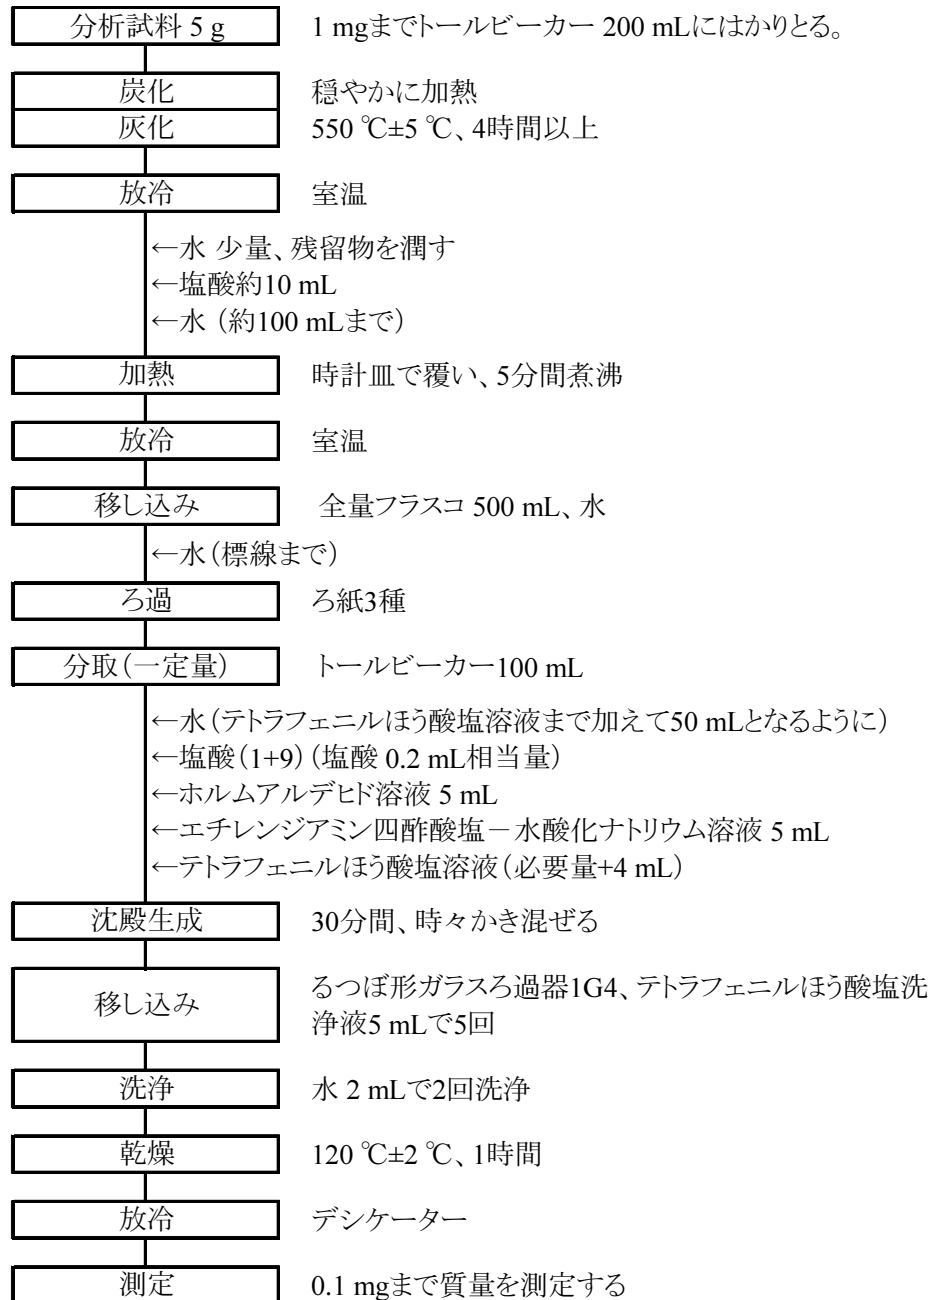 分析試料 5 g 1 mgまでトールビーカー 200 mLにはかりとる。
炭化 穏やかに加熱
灰化 550 ℃±5 ℃、4時間以上
放冷 室温
←水 少量、残留物を潤す
←塩酸約10 mL
←水（約100 mLまで）
加熱 時計皿で覆い、5分間煮沸
放冷 室温
移し込み 全量フラスコ 500 mL、水
←水（標線まで）
ろ過 ろ紙3種
分取（一定量） トールビーカー100 mL
←水（テトラフェニルほう酸塩溶液まで加えて50 mLとなるように）
←塩酸（1+9）（塩酸 0.2 mL相当量）
←ホルムアルデヒド溶液 5 mL
←エチレンジアミン四酢酸塩－水酸化ナトリウム溶液 5 mL
←テトラフェニルほう酸塩溶液（必要量+4 mL）
沈殿生成 30分間、時々かき混ぜる
移し込み るつぼ形ガラスろ過器1G4、テトラフェニルほう酸塩洗
浄液5 mLで5回
洗浄 水 2 mLで2回洗浄
乾燥 120 ℃±2 ℃、1時間
放冷 デシケーター
測定 0.1 mgまで質量を測定する